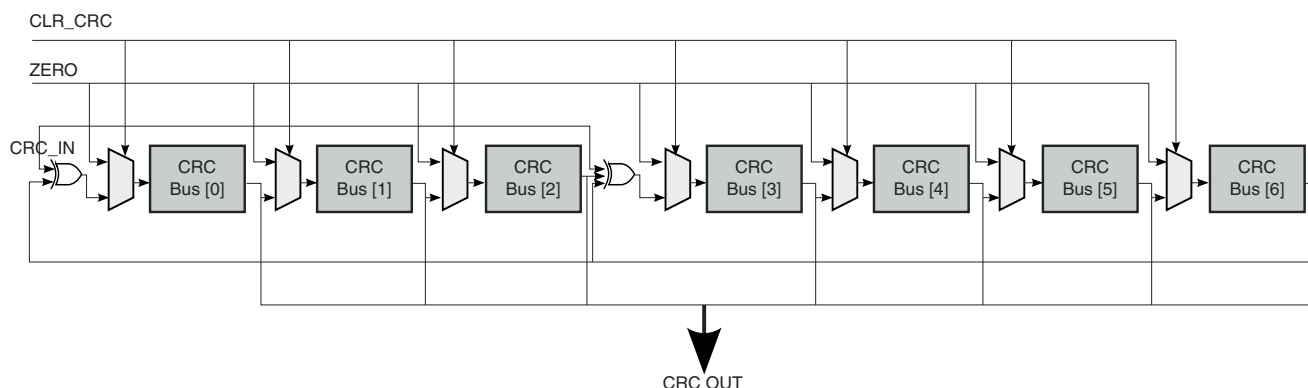 CLR_CRC
ZERO
CRC_IN
CRC
Bus [0]
CRC
Bus [1]
CRC
Bus [2]
CRC
Bus [3]
CRC
Bus [4]
CRC
Bus [5]
CRC
Bus [6]
CRC OUT